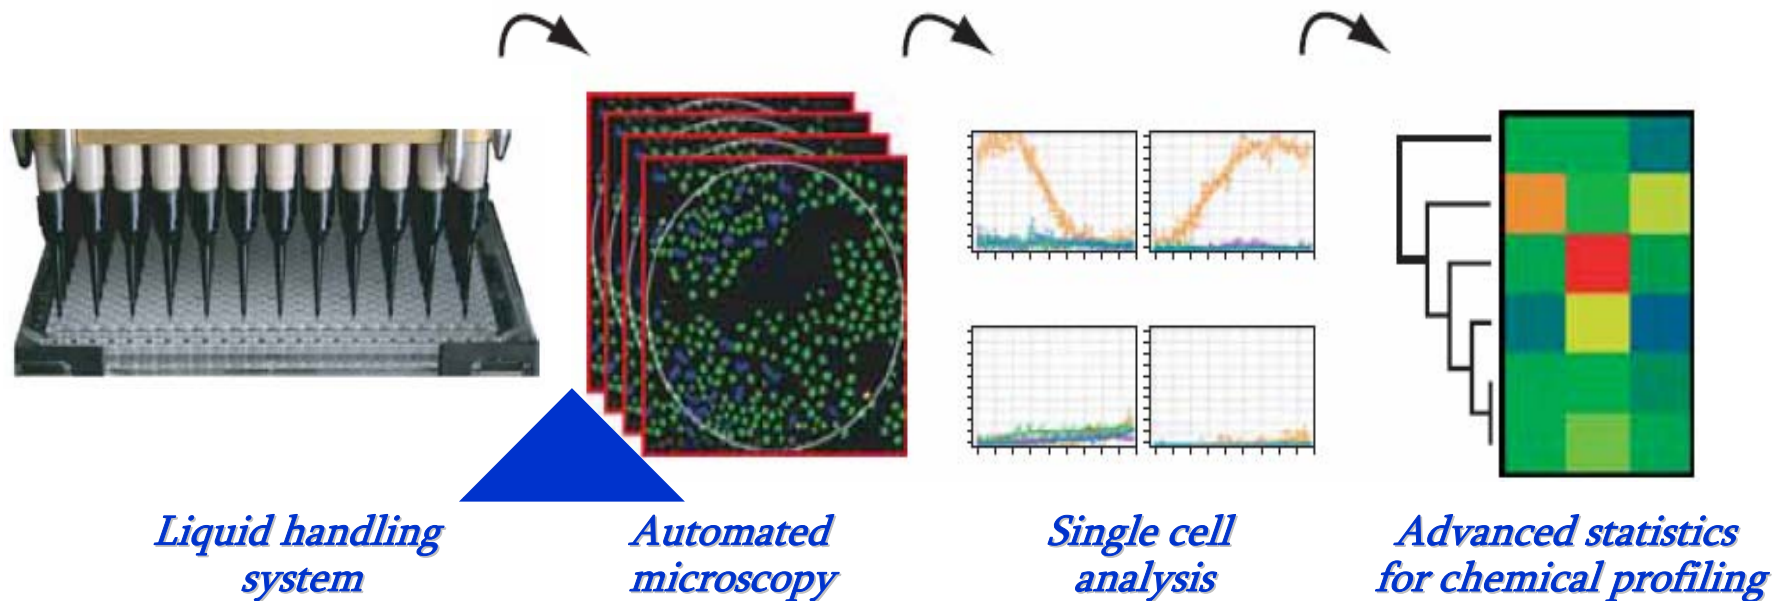 Liquid handling
system
Automated
microscopy
Single cell
analysis
Advanced statistics
for chemical profiling